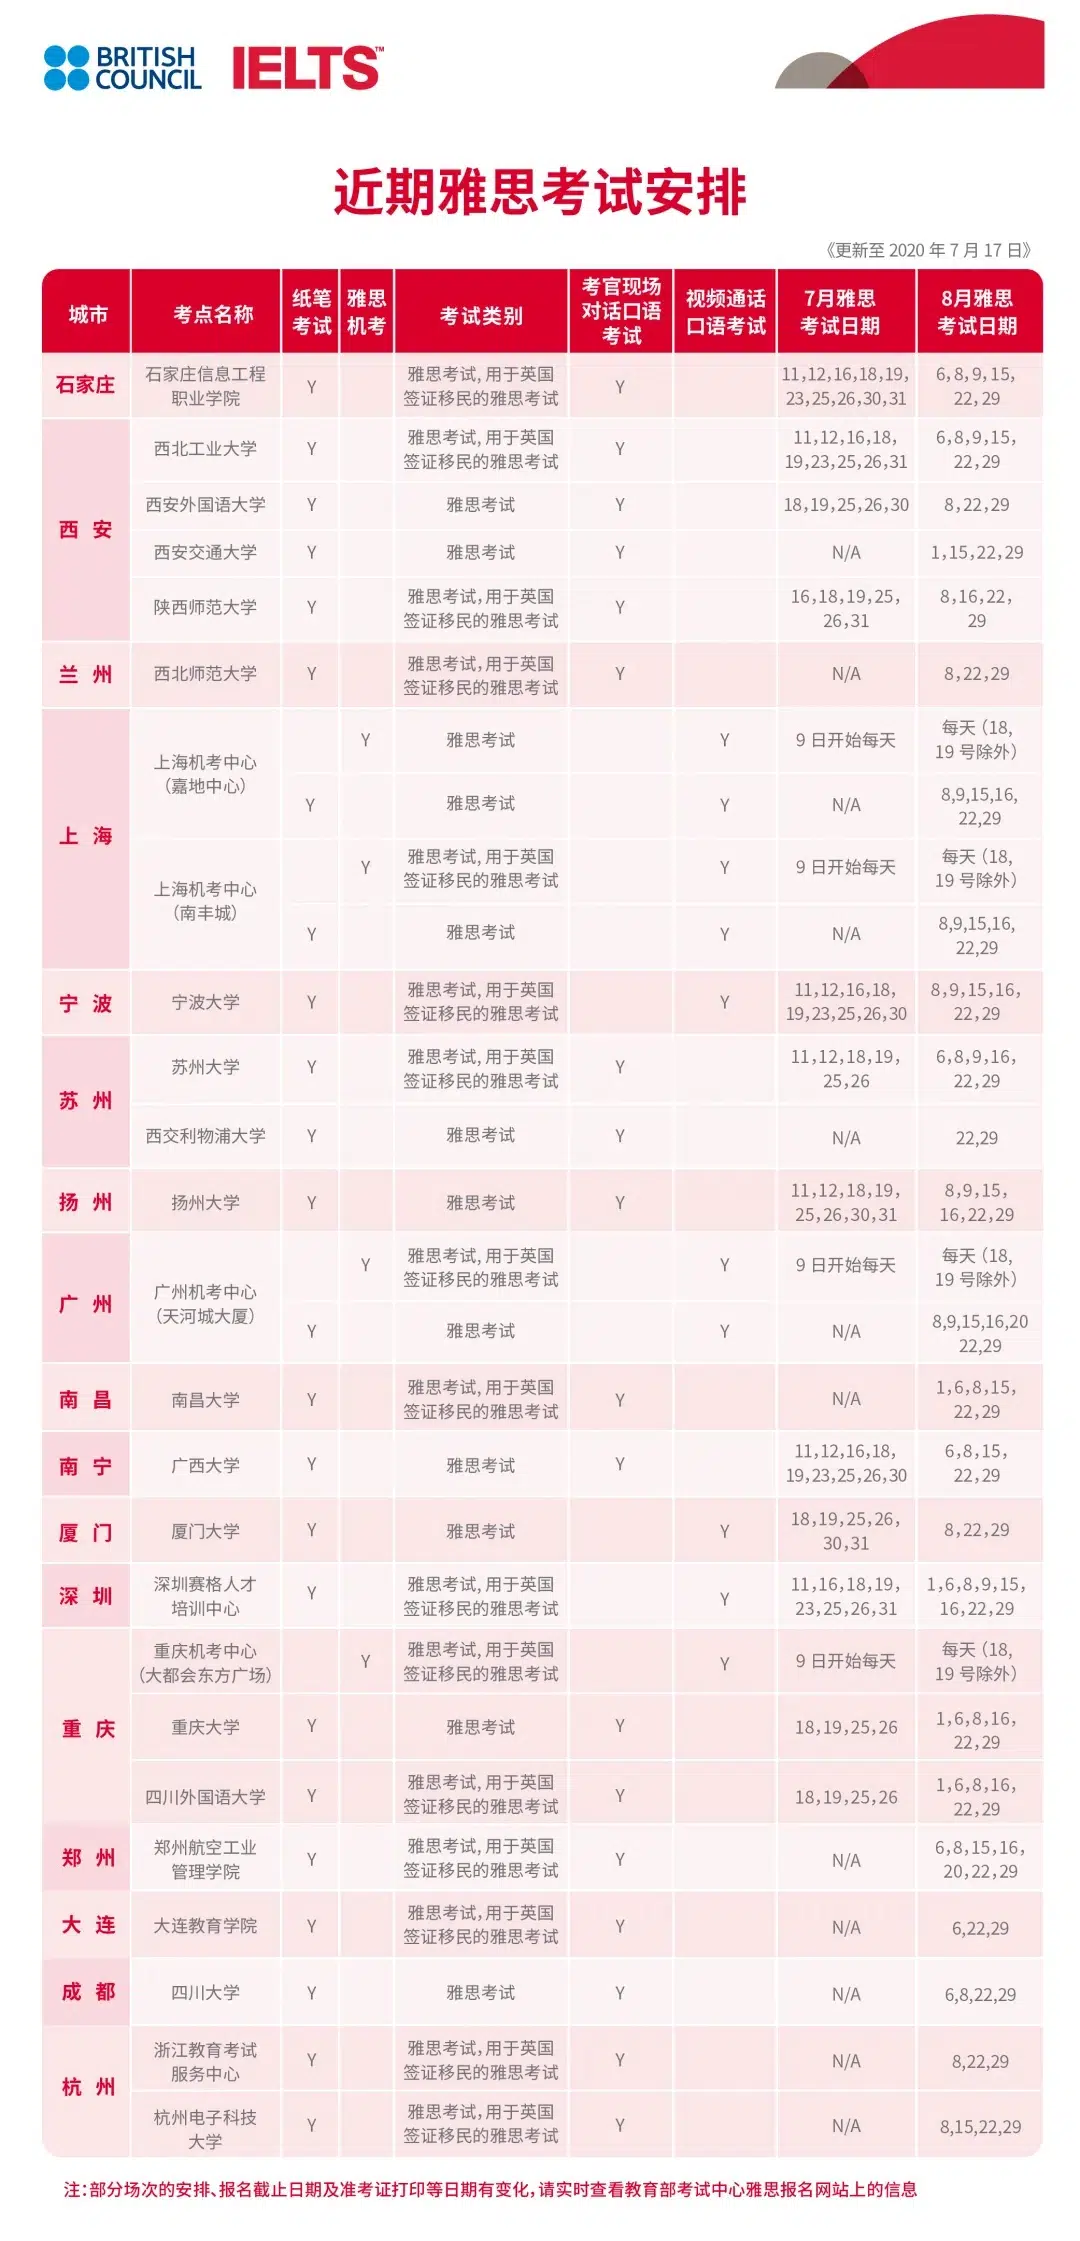 BRITISH
COUNCIL
IELTS™
近期雅思考试安排
《更新至 2020 年 7 月 17 日》
城市 考点名称 纸笔考试 雅思机考 考试类别 考官现场对话口语考试 视频通话口语考试 7月雅思考试日期 8月雅思考试日期
石家庄 石家庄信息工程职业学院 Y 雅思考试, 用于英国签证移民的雅思考试 Y 11,12,16,18,19,23,25,26,30,31 6,8,9,15,22,29
西 安 西北工业大学 Y 雅思考试, 用于英国签证移民的雅思考试 Y 11,12,16,18,19,23,25,26,31 6,8,9,15,22,29
西安外国语大学 Y 雅思考试 Y 18,19,25,26,30 8,22,29
西安交通大学 Y 雅思考试 Y N/A 1,15,22,29
陕西师范大学 Y 雅思考试,用于英国签证移民的雅思考试 Y 16,18,19,25,26,31 8,16,22,29
兰 州 西北师范大学 Y 雅思考试,用于英国签证移民的雅思考试 Y N/A 8,22,29
上 海 上海机考中心（嘉地中心） Y 雅思考试 Y 9 日开始每天 每天（18,19 号除外）
Y 雅思考试 Y N/A 8,9,15,16,22,29
上海机考中心（南丰城） Y 雅思考试, 用于英国签证移民的雅思考试 Y 9 日开始每天 每天（18,19 号除外）
Y 雅思考试 Y N/A 8,9,15,16,22,29
宁 波 宁波大学 Y 雅思考试, 用于英国签证移民的雅思考试 Y 11,12,16,18,19,23,25,26,30 8,9,15,16,22,29
苏 州 苏州大学 Y 雅思考试, 用于英国签证移民的雅思考试 Y 11,12,18,19,25,26 6,8,9,16,22,29
西交利物浦大学 Y 雅思考试 Y N/A 22,29
扬 州 扬州大学 Y 雅思考试 Y 11,12,18,19,25,26,30,31 8,9,15,16,22,29
广 州 广州机考中心（天河城大厦） Y 雅思考试, 用于英国签证移民的雅思考试 Y 9 日开始每天 每天（18,19 号除外）
Y 雅思考试 Y N/A 8,9,15,16,20 22,29
南 昌 南昌大学 Y 雅思考试, 用于英国签证移民的雅思考试 Y N/A 1,6,8,15,22,29
南 宁 广西大学 Y 雅思考试 Y 11,12,16,18,19,23,25,26,30 6,8,15,22,29
厦 门 厦门大学 Y 雅思考试 Y 18,19,25,26,30,31 8,22,29
深 圳 深圳赛格人才培训中心 Y 雅思考试, 用于英国签证移民的雅思考试 Y 11,16,18,19,23,25,26,31 1,6,8,9,15,16,22,29
重 庆 重庆机考中心（大都会东方广场） Y 雅思考试, 用于英国签证移民的雅思考试 Y 9 日开始每天 每天（18,19 号除外）
重庆大学 Y 雅思考试 Y 18,19,25,26 1,6,8,16,22,29
四川外国语大学 Y 雅思考试, 用于英国签证移民的雅思考试 Y 18,19,25,26 1,6,8,16,22,29
郑 州 郑州航空工业管理学院 Y 雅思考试, 用于英国签证移民的雅思考试 Y N/A 6,8,15,16,20,22,29
大 连 大连教育学院 Y 雅思考试,用于英国签证移民的雅思考试 Y N/A 6,22,29
成 都 四川大学 Y 雅思考试 Y N/A 6,8,22,29
杭 州 浙江教育考试服务中心 Y 雅思考试,用于英国签证移民的雅思考试 Y N/A 8,22,29
杭州电子科技大学 Y 雅思考试,用于英国签证移民的雅思考试 Y N/A 8,15,22,29
注：部分场次的安排、报名截止日期及准考证打印等日期有变化，请实时查看教育部考试中心雅思报名网站上的信息